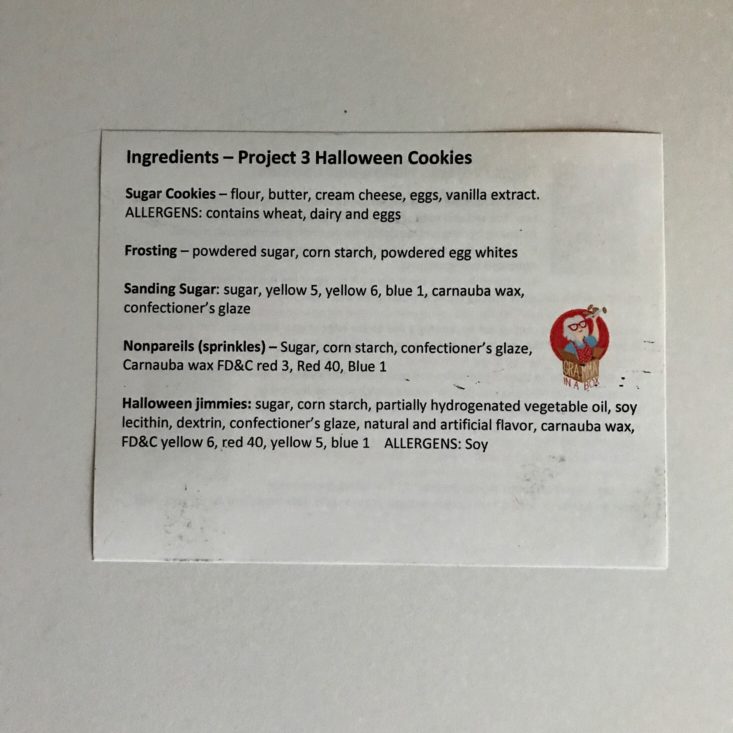 Ingredients – Project 3 Halloween Cookies
Sugar Cookies – flour, butter, cream cheese, eggs, vanilla extract.
ALLERGENS: contains wheat, dairy and eggs
Frosting – powdered sugar, corn starch, powdered egg whites
Sanding Sugar: sugar, yellow 5, yellow 6, blue 1, carnauba wax,
confectioner's glaze
Nonpareils (sprinkles) – Sugar, corn starch, confectioner's glaze,
Carnauba wax FD&C red 3, Red 40, Blue 1
GRAMMY
IN A BOX
Halloween jimmies: sugar, corn starch, partially hydrogenated vegetable oil, soy
lecithin, dextrin, confectioner's glaze, natural and artificial flavor, carnauba wax,
FD&C yellow 6, red 40, yellow 5, blue 1 ALLERGENS: Soy